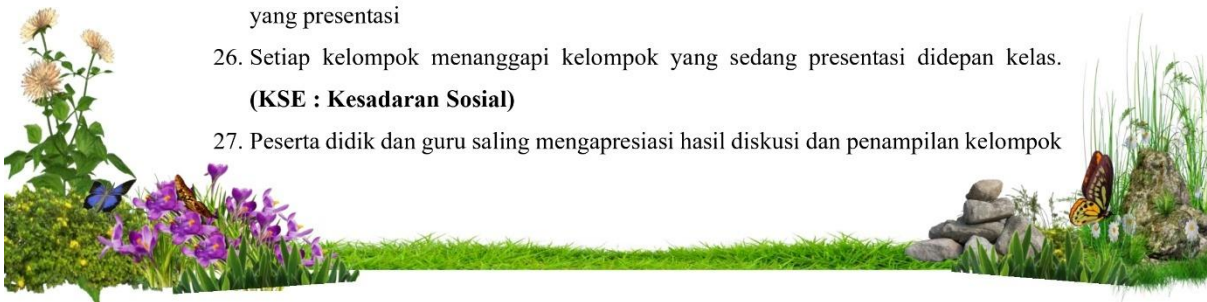 yang presentasi
26. Setiap kelompok menanggapi kelompok yang sedang presentasi didepan kelas.
(KSE : Kesadaran Sosial)
27. Peserta didik dan guru saling mengapresiasi hasil diskusi dan penampilan kelompok